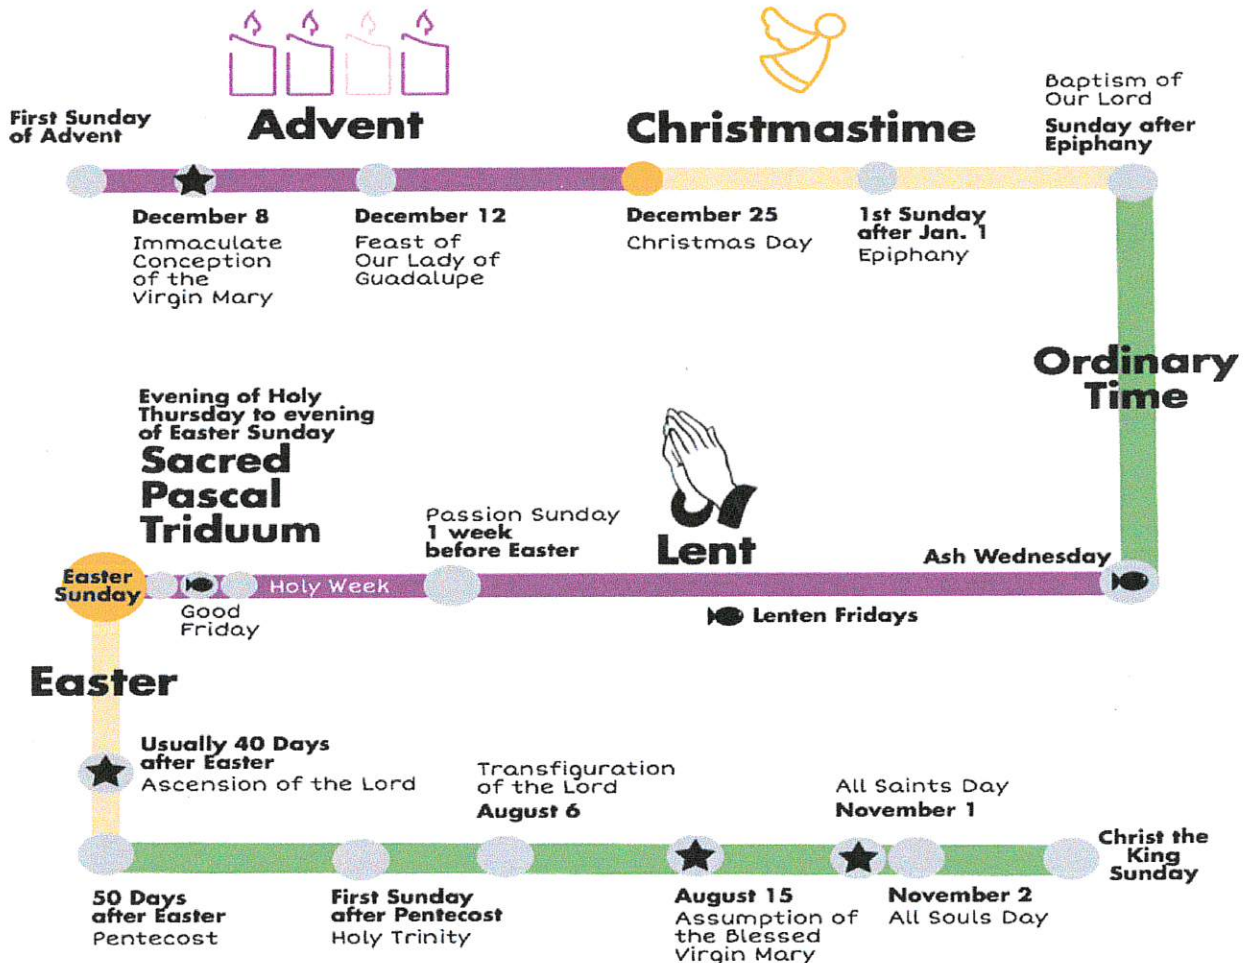 First Sunday
of Advent
Advent
Christmastime
Baptism of
Our Lord
Sunday after
Epiphany
December 8
Immaculate
Conception
of the
Virgin Mary
December 12
Feast of
Our Lady of
Guadalupe
December 25
Christmas Day
1st Sunday
after Jan. 1
Epiphany
Ordinary
Time
Evening of Holy
Thursday to evening
of Easter Sunday
Sacred
Pascal
Triduum
Passion Sunday
1 week
before Easter
Lent
Ash Wednesday
Easter
Sunday
Holy Week
Good
Friday
Lenten Fridays
Easter
Usually 40 Days
after Easter
Ascension of the Lord
Transfiguration
of the Lord
August 6
All Saints Day
November 1
Christ the
King
Sunday
50 Days
after Easter
Pentecost
First Sunday
after Pentecost
Holy Trinity
August 15
Assumption of
the Blessed
Virgin Mary
November 2
All Souls Day